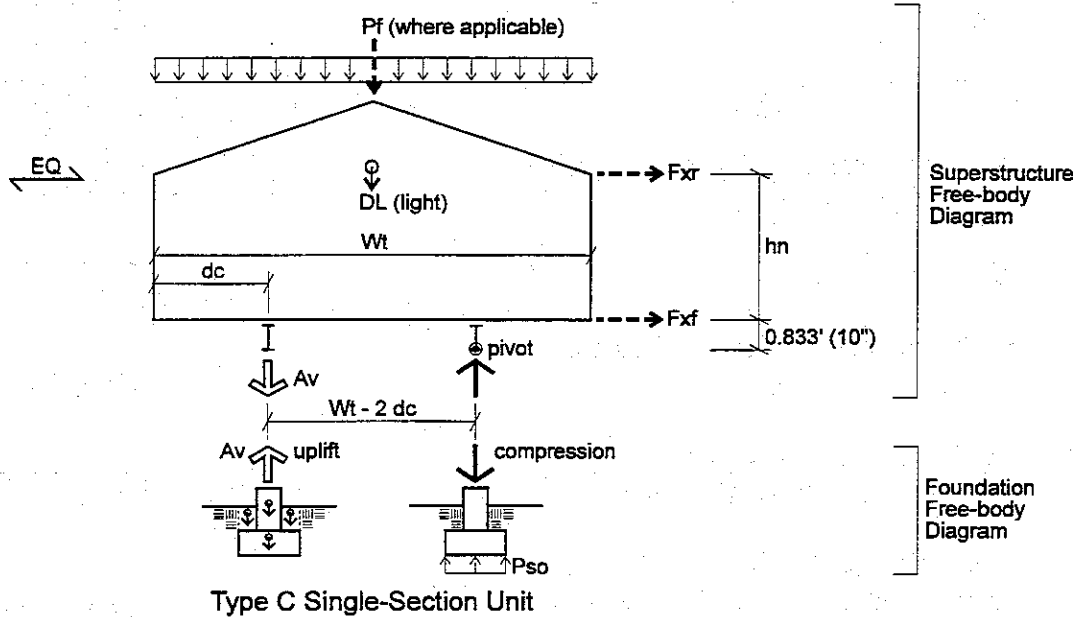 Pf (where applicable)
EQ
Fxr
DL (light)
Wt
dc
hn
Superstructure
Free-body
Diagram
Fxf
0.833' (10")
pivot
Av
Wt - 2 dc
Av
uplift
compression
Foundation
Free-body
Diagram
Pso
Type C Single-Section Unit